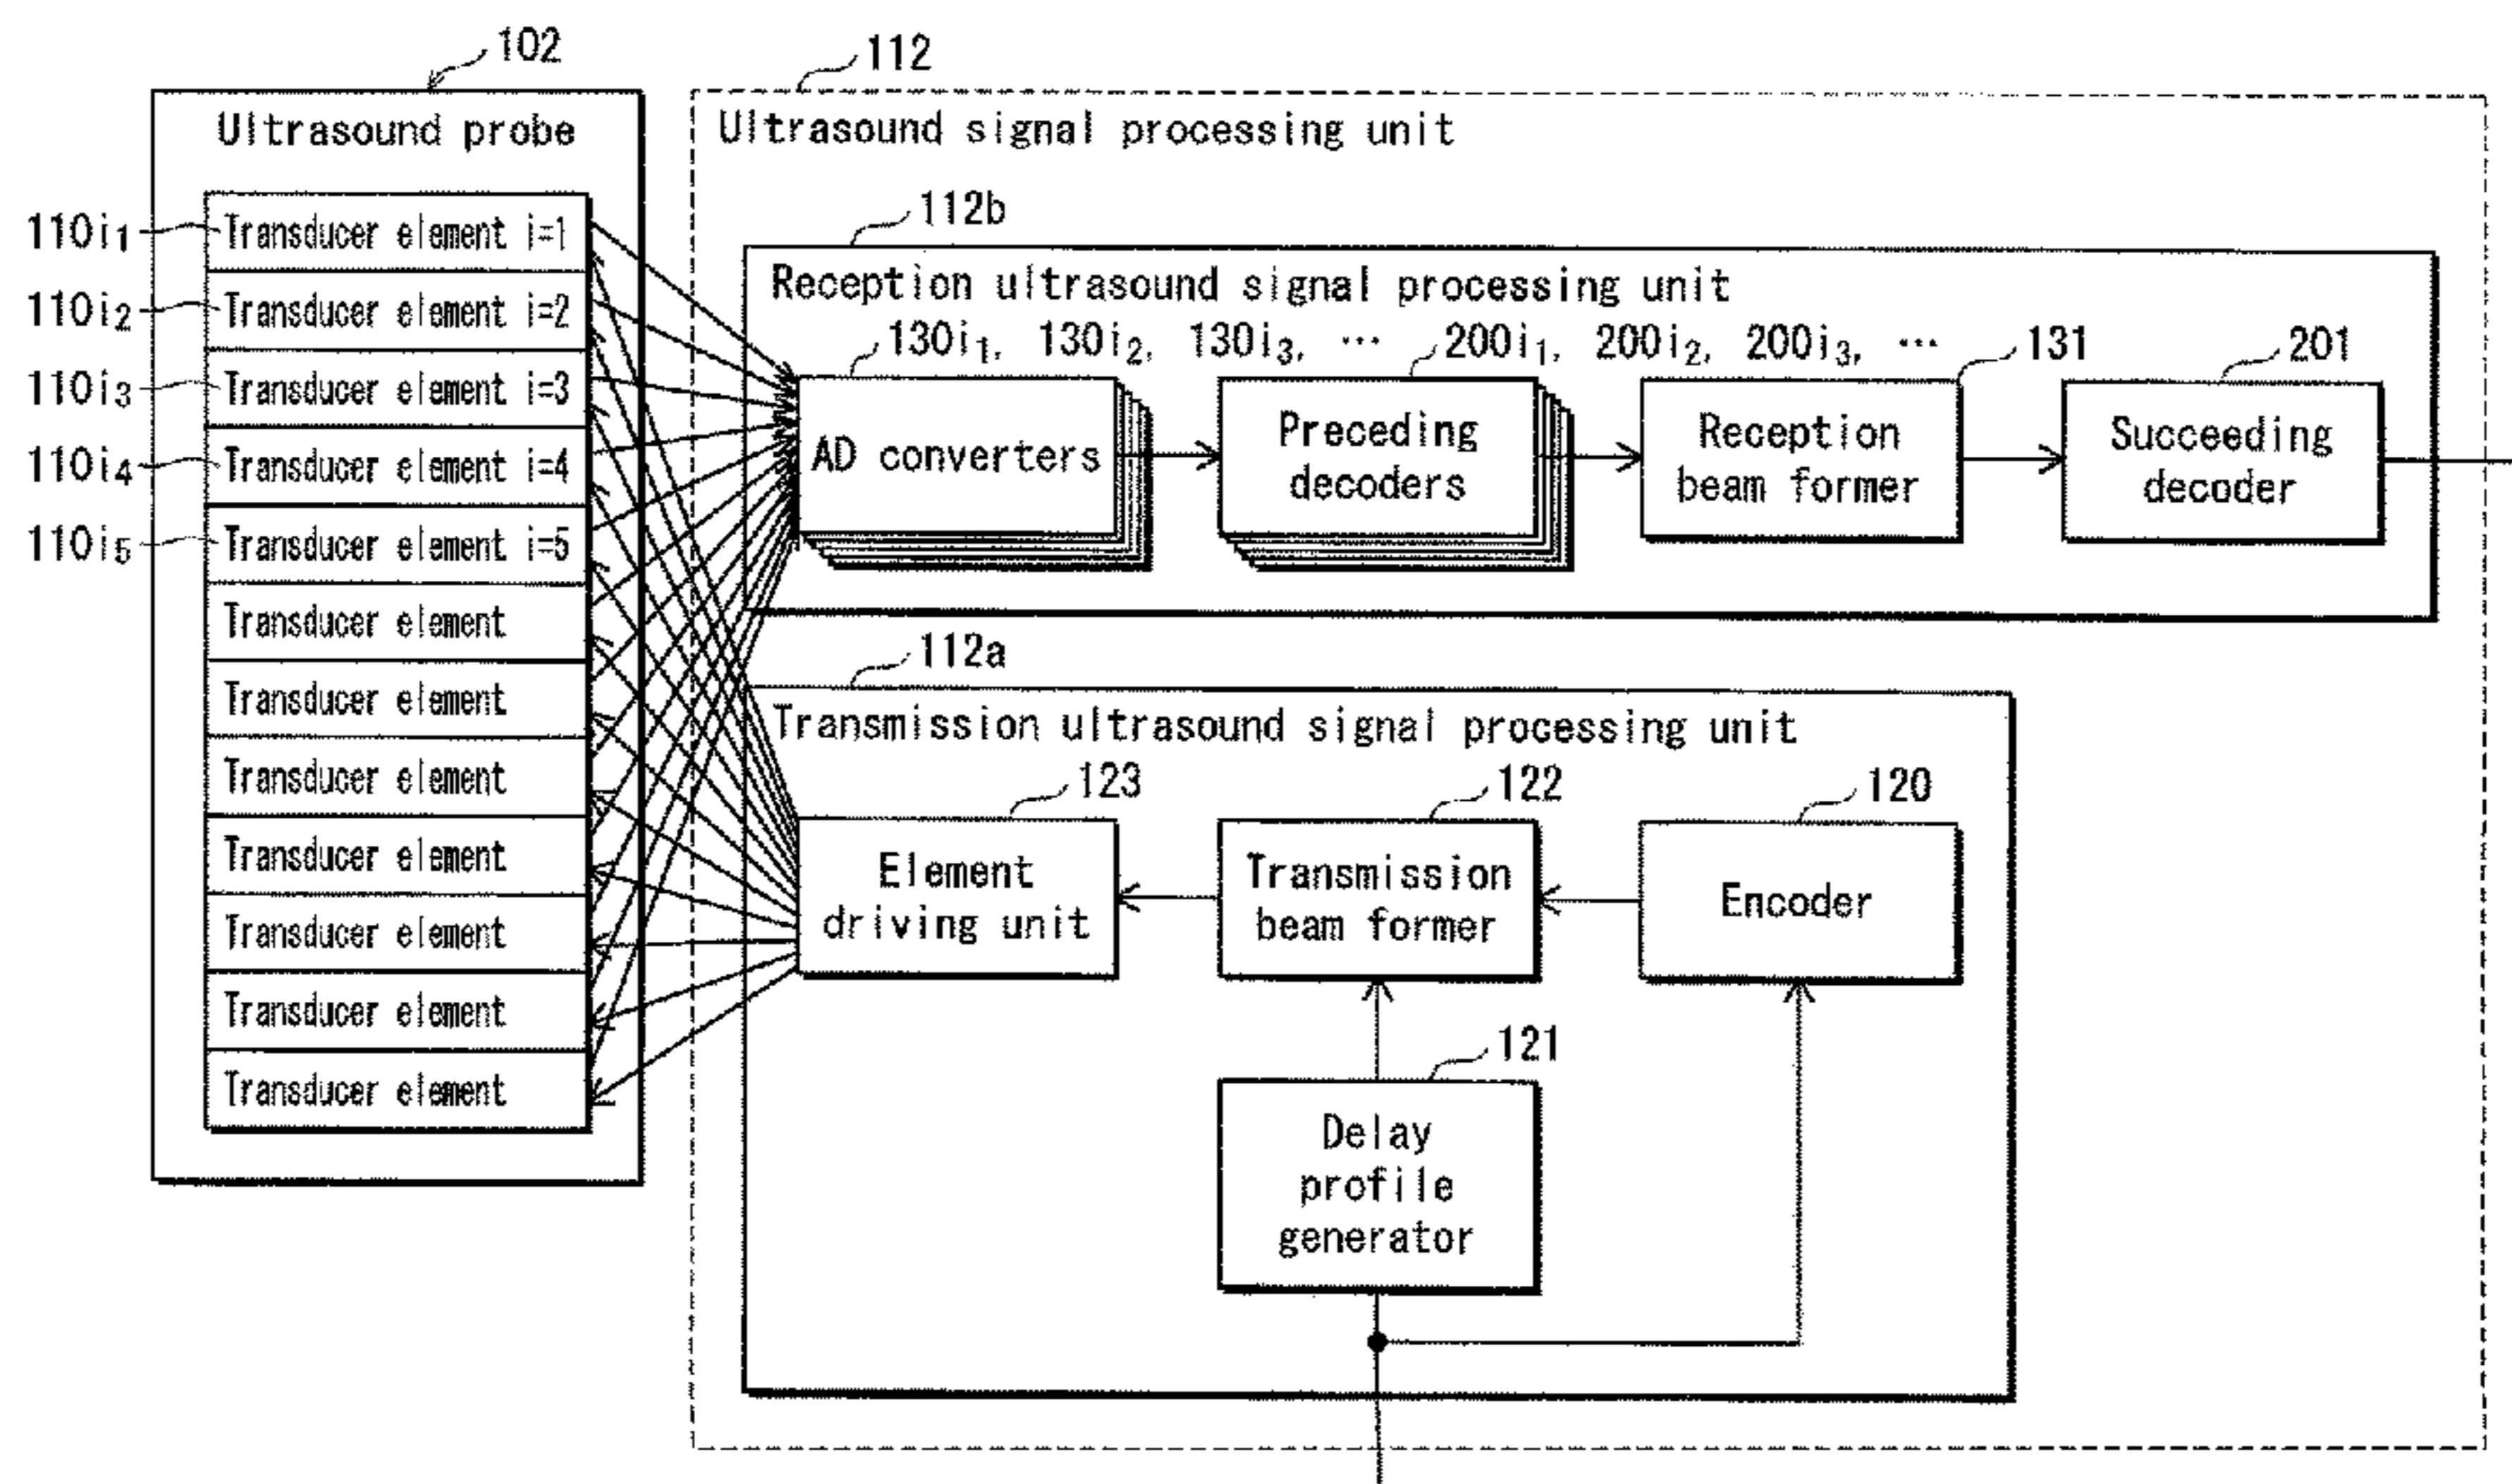 102
Ultrasound probe
110i1
Transducer element i=1
110i2
Transducer element i=2
110i3
Transducer element i=3
110i4
Transducer element i=4
110i5
Transducer element i=5
Transducer element
Transducer element
Transducer element
Transducer element
Transducer element
Transducer element
Transducer element
112
Ultrasound signal processing unit
112b
Reception ultrasound signal processing unit
130i1, 130i2, 130i3, …
200i1, 200i2, 200i3, …
131
201
AD converters
Preceding
decoders
Reception
beam former
Succeeding
decoder
112a
Transmission ultrasound signal processing unit
123
122
120
Element
driving unit
Transmission
beam former
Encoder
121
Delay
profile
generator